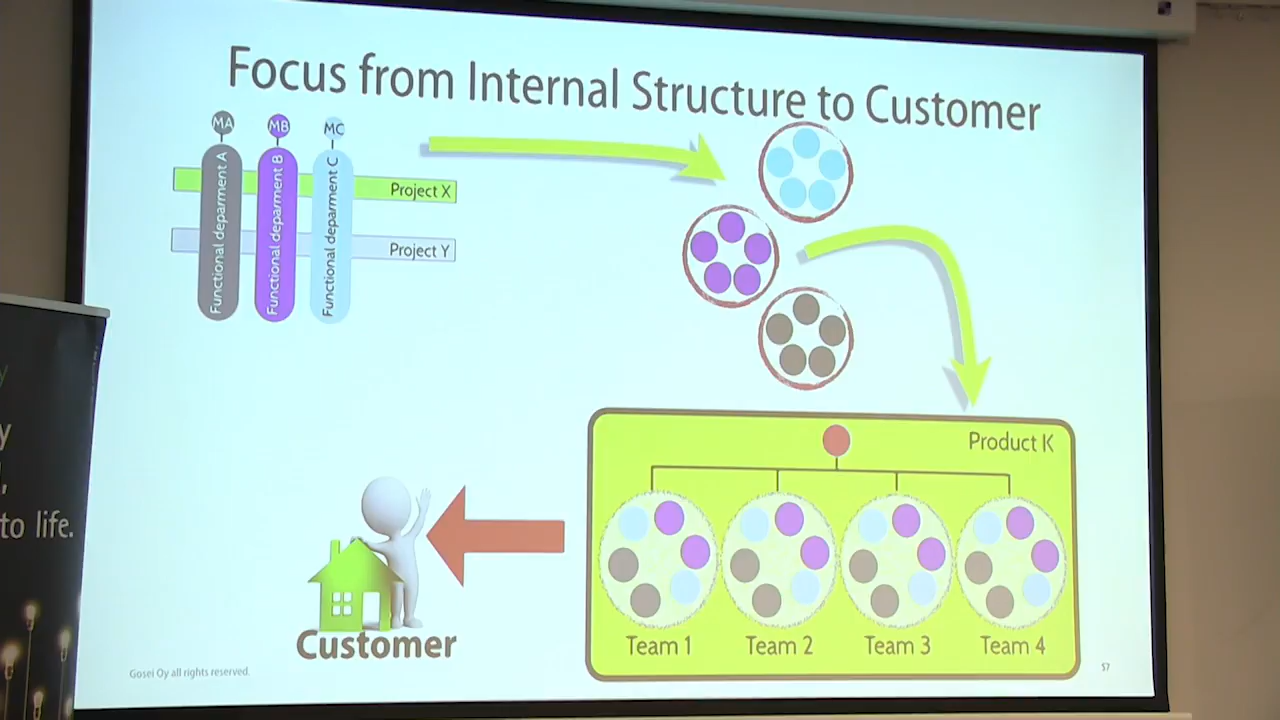 Focus from Internal Structure to Customer
MA
MB
MC
Functional deparment A
Functional deparment B
Functional deparment C
Project X
Project Y
Product K
Team 1
Team 2
Team 3
Team 4
Customer
Gosei Oy all rights reserved.
57
y
y
,
to life.